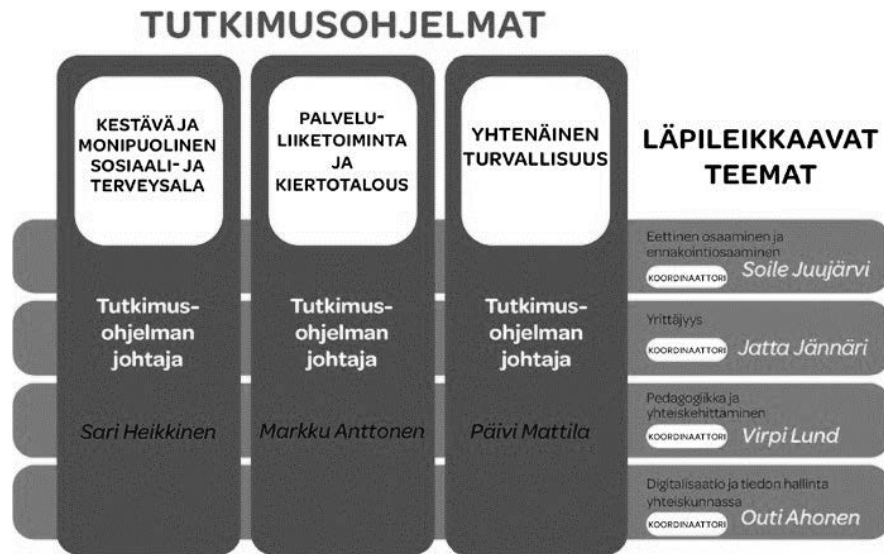 TUTKIMUSOHJELMAT
KESTÄVÄ JA
MONIPUOLINEN
SOSIAALI- JA
TERVEYSALA
Tutkimus-
ohjelman
johtaja
Sari Heikkinen
PALVELU-
LIIKETOIMINTA
JA
KIERTOTALOUS
Tutkimus-
ohjelman
johtaja
Markku Anttonen
YHTENÄINEN
TURVALLISUUS
Tutkimus-
ohjelman
johtaja
Päivi Mattila
LÄPILEIKKAAVAT
TEEMAT
Eettinen osaaminen ja
ennakointiosaaminen
KOORDINAATTORI Soile Juujärvi
Yrittäjyys
KOORDINAATTORI Jatta Jännäri
Pedagogiikka ja
yhteiskehittäminen
KOORDINAATTORI Virpi Lund
Digitalisaatio ja tiedon hallinta
yhteiskunnassa
KOORDINAATTORI Outi Ahonen